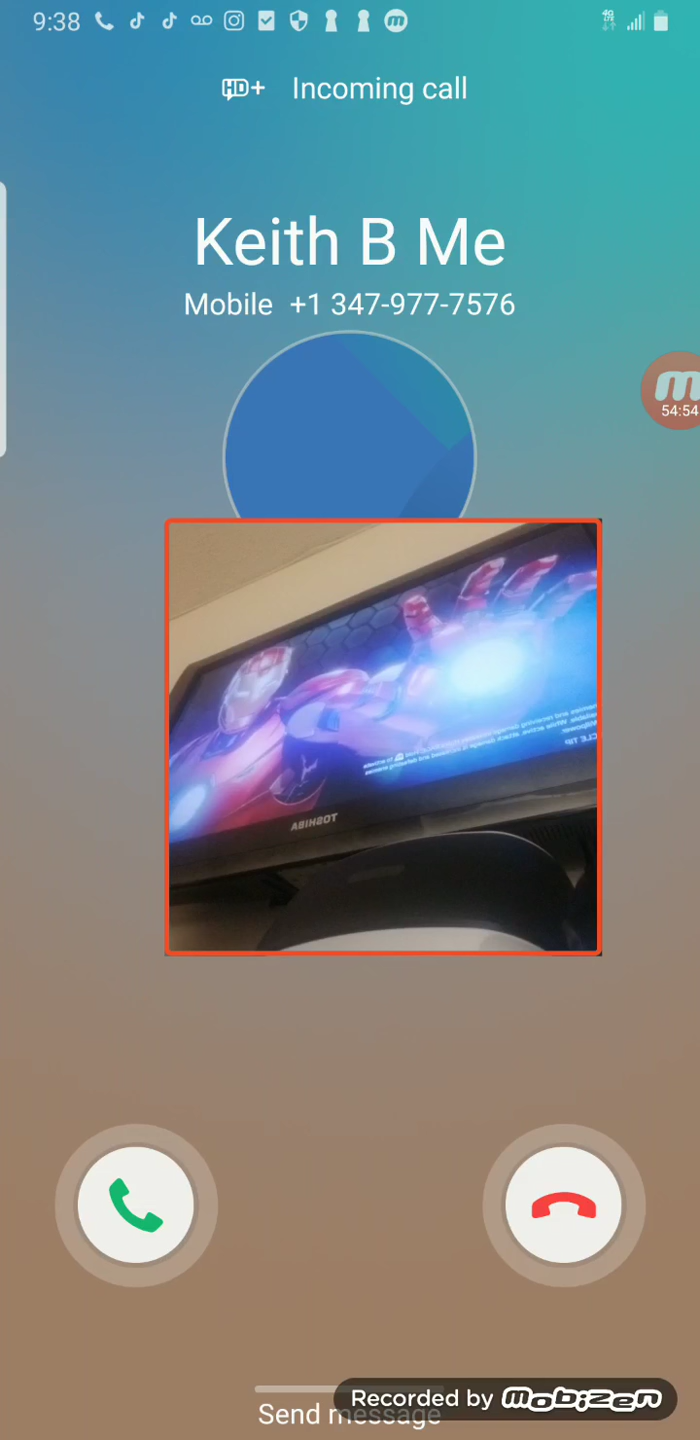 9:38
4G
HD+ Incoming call
Keith B Me
Mobile +1 347-977-7576
m
54:54
TOSHIBA
Recorded by mobizen
Send message